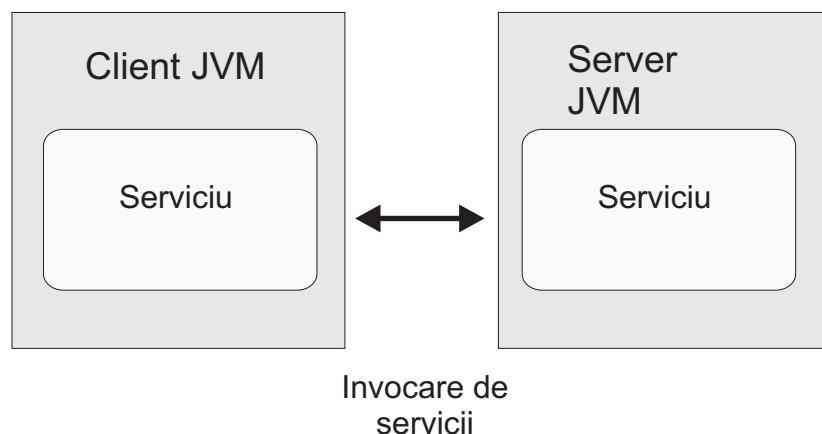 Client JVM
Server
JVM
Serviciu
Serviciu
Invocare de
servicii